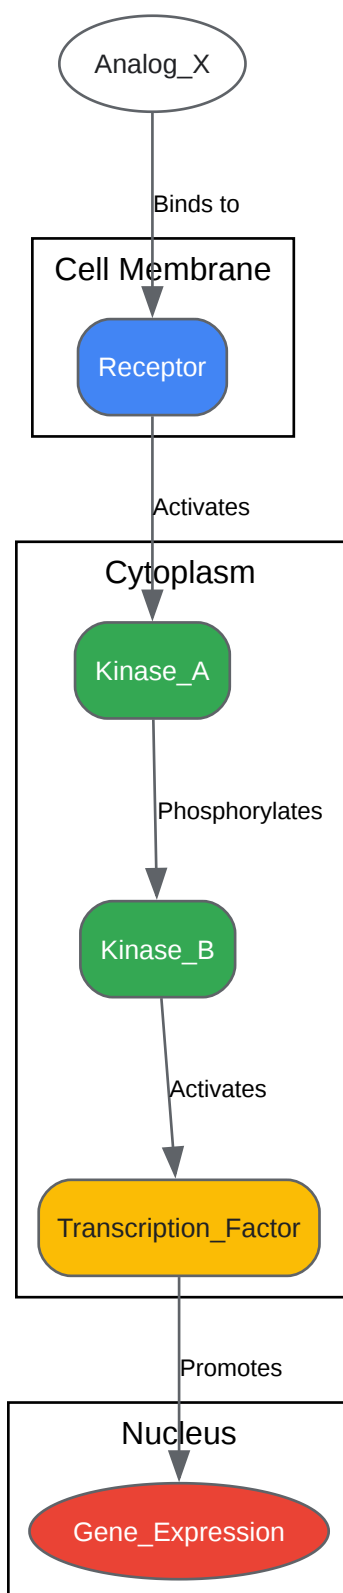 Analog_X
Binds to
Cell Membrane
Receptor
Activates
Cytoplasm
Kinase_A
Phosphorylates
Kinase_B
Activates
Transcription_Factor
Promotes
Nucleus
Gene_Expression